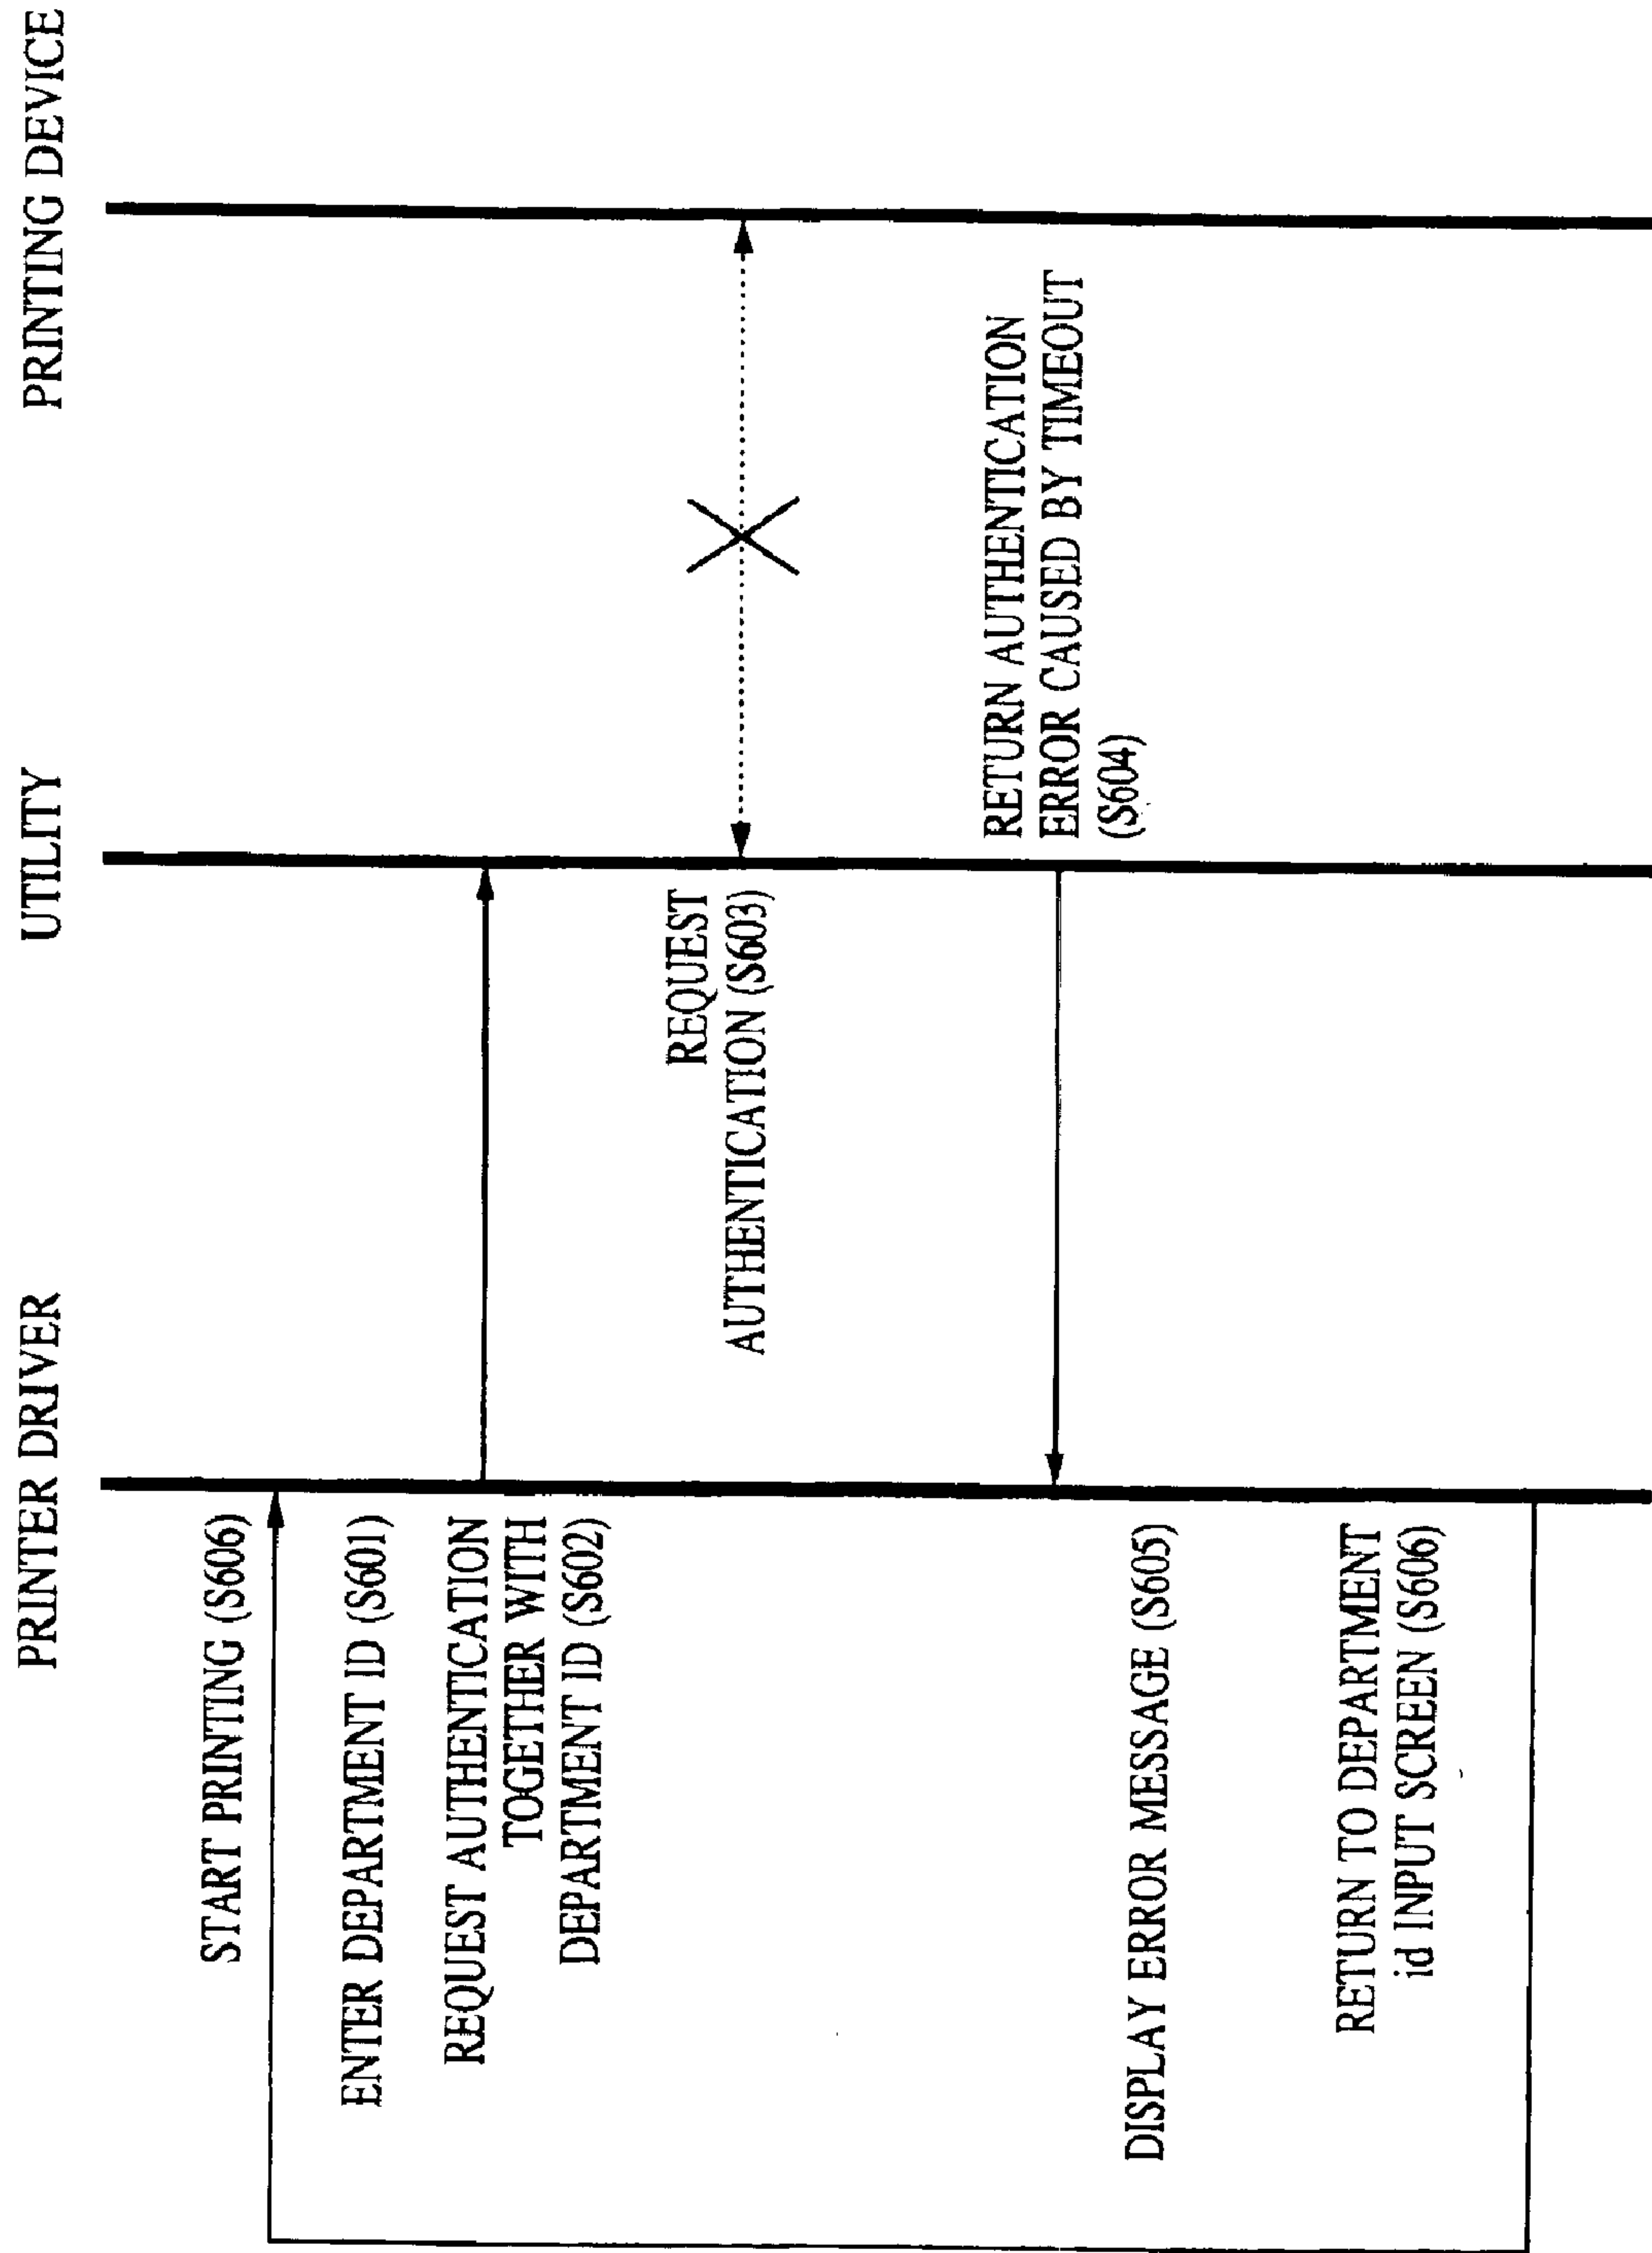 PRINTER DRIVER
UTILITY
PRINTING DEVICE
START PRINTING (S606)
ENTER DEPARTMENT ID (S601)
REQUEST AUTHENTICATION
TOGETHER WITH
DEPARTMENT ID (S602)
REQUEST
AUTHENTICATION (S603)
RETURN AUTHENTICATION
ERROR CAUSED BY TIMEOUT
(S604)
DISPLAY ERROR MESSAGE (S605)
RETURN TO DEPARTMENT
id INPUT SCREEN (S606)